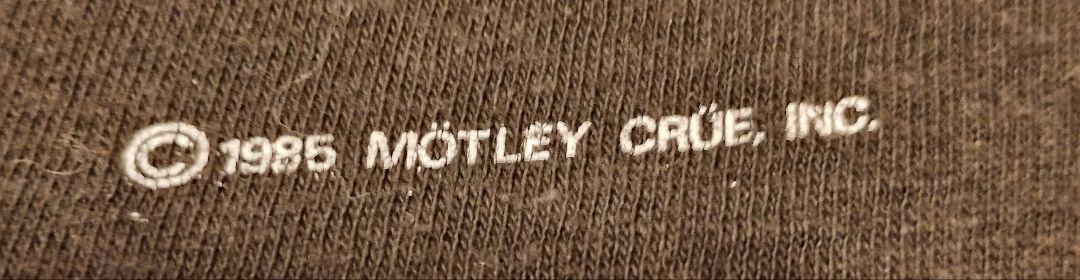 © 1985 MÖTLEY CRÜE, INC.